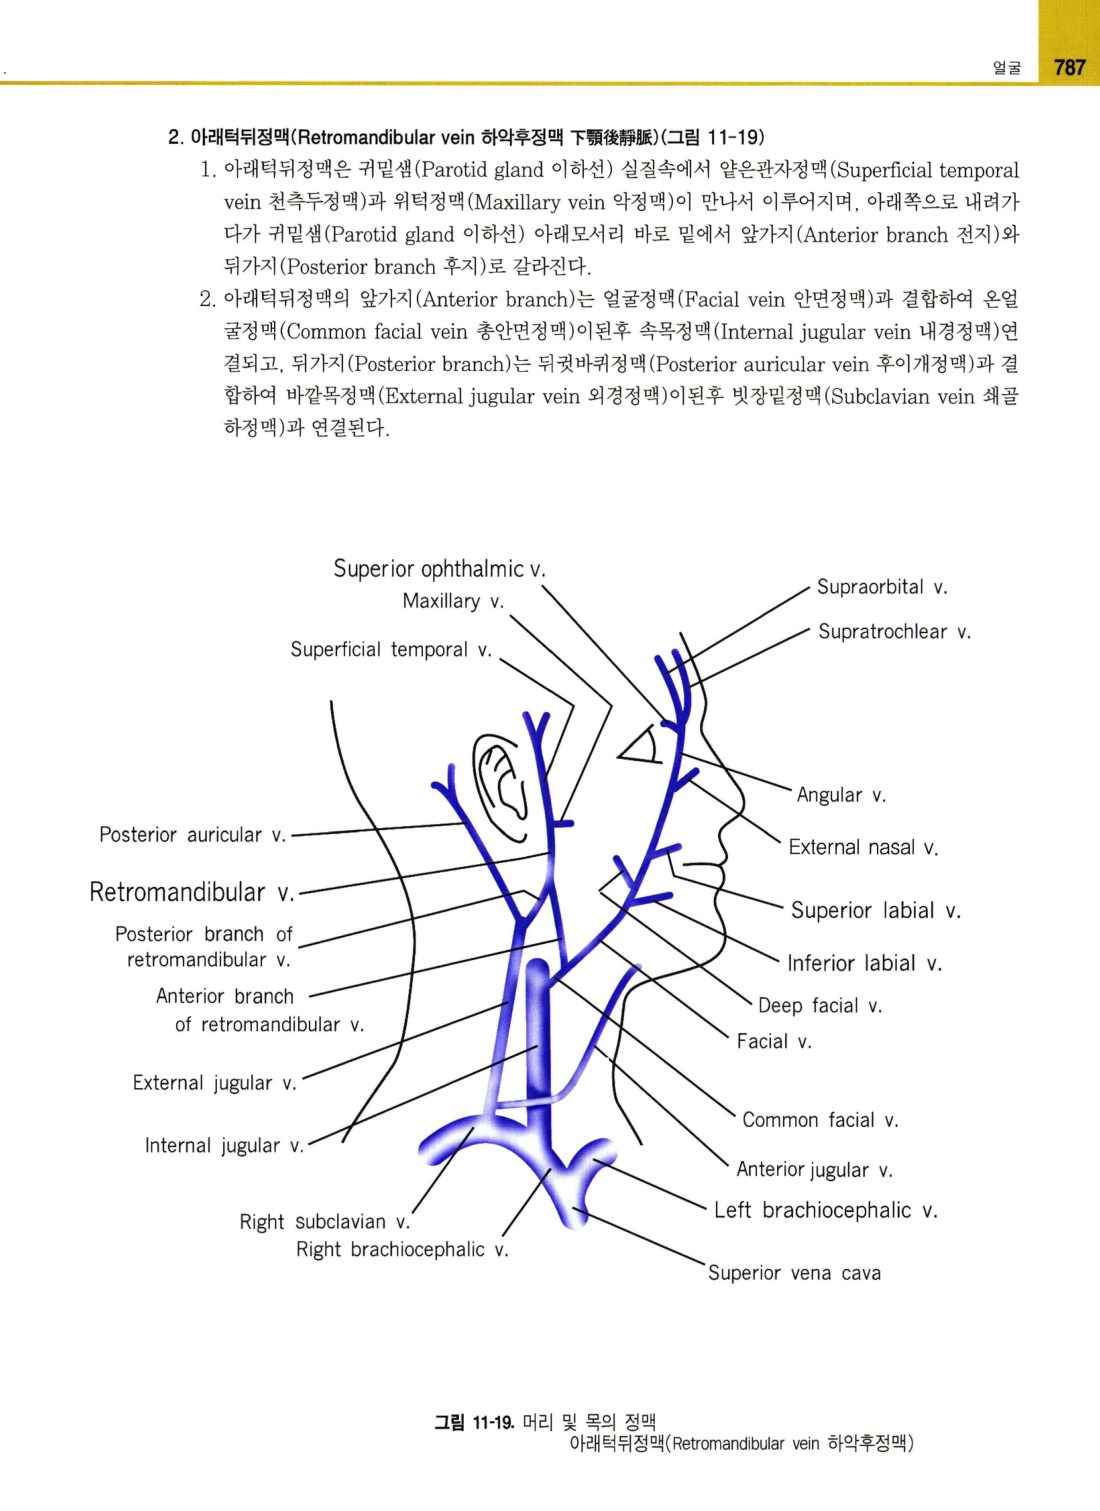 얼굴 787
2. 아래턱뒤정맥(Retromandibular vein 하악후정맥 下顎後靜脈)(그림 11-19)
1. 아래턱뒤정맥은 귀밑샘(Parotid gland 이하선) 실질속에서 얕은관자정맥(Superficial temporal
vein 천측두정맥)과 위턱정맥(Maxillary vein 악정맥)이 만나서 이루어지며, 아래쪽으로 내려가
다가 귀밑샘(Parotid gland 이하선) 아래모서리 바로 밑에서 앞가지(Anterior branch 전지)와
뒤가지(Posterior branch 후지)로 갈라진다.
2. 아래턱뒤정맥의 앞가지(Anterior branch)는 얼굴정맥(Facial vein 안면정맥)과 결합하여 온얼
굴정맥(Common facial vein 총안면정맥)이된후 속목정맥(Internal jugular vein 내경정맥)연
결되고, 뒤가지(Posterior branch)는 뒤귓바퀴정맥(Posterior auricular vein 후이개정맥)과 결
합하여 바깥목정맥(External jugular vein 외경정맥)이된후 빗장밑정맥(Subclavian vein 쇄골
하정맥)과 연결된다.
Superior ophthalmic v.
Maxillary v.
Superficial temporal v.
Supraorbital v.
Supratrochlear v.
Angular v.
External nasal v.
Superior labial v.
Inferior labial v.
Deep facial v.
Facial v.
Common facial v.
Anterior jugular v.
Left brachiocephalic v.
Superior vena cava
Posterior auricular v.
Retromandibular v.
Posterior branch of
retromandibular v.
Anterior branch
of retromandibular v.
External jugular v.
Internal jugular v.
Right subclavian v.
Right brachiocephalic v.
그림 11-19. 머리 및 목의 정맥
아래턱뒤정맥(Retromandibular vein 하악후정맥)